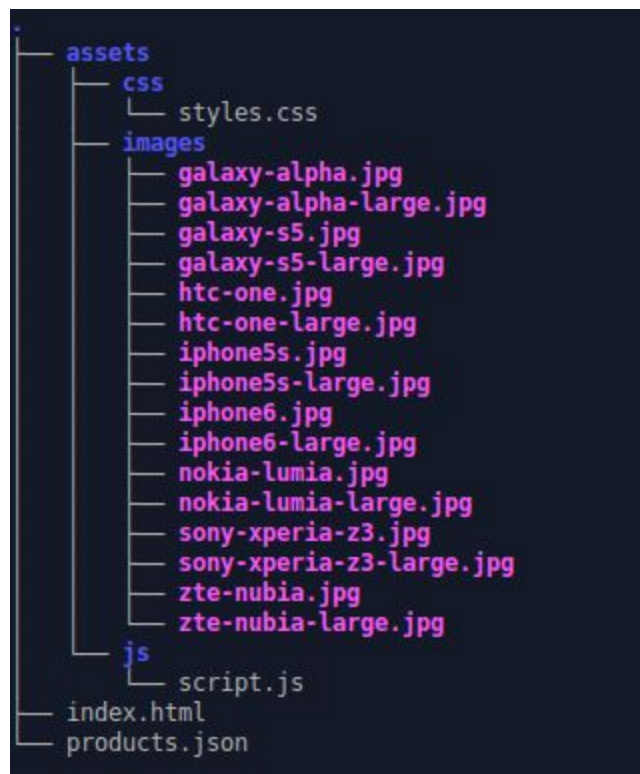 .
assets
css
styles.css
images
galaxy-alpha.jpg
galaxy-alpha-large.jpg
galaxy-s5.jpg
galaxy-s5-large.jpg
htc-one.jpg
htc-one-large.jpg
iphone5s.jpg
iphone5s-large.jpg
iphone6.jpg
iphone6-large.jpg
nokia-lumia.jpg
nokia-lumia-large.jpg
sony-xperia-z3.jpg
sony-xperia-z3-large.jpg
zte-nubia.jpg
zte-nubia-large.jpg
js
script.js
index.html
products.json